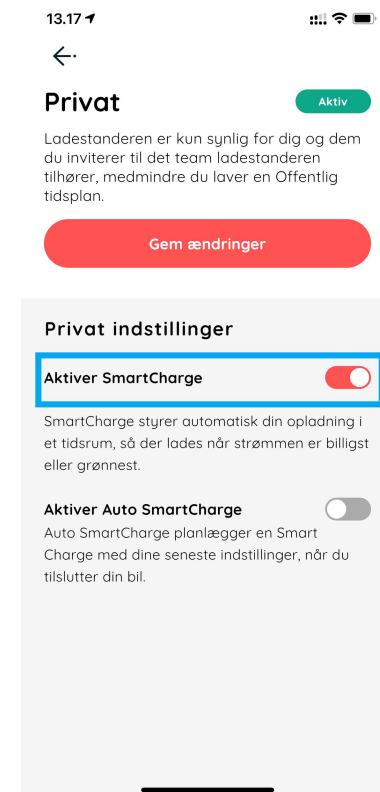 13.17
Privat
Aktiv
Ladestanderen er kun synlig for dig og dem
du inviterer til det team ladestanderen
tilhører, medmindre du laver en Offentlig
tidsplan.
Gem ændringer
Privat indstillinger
Aktiver SmartCharge
SmartCharge styrer automatisk din opladning i
et tidsrum, så der lades når strømmen er billigst
eller grønnest.
Aktiver Auto SmartCharge
Auto SmartCharge planlægger en Smart
Charge med dine seneste indstillinger, når du
tilslutter din bil.